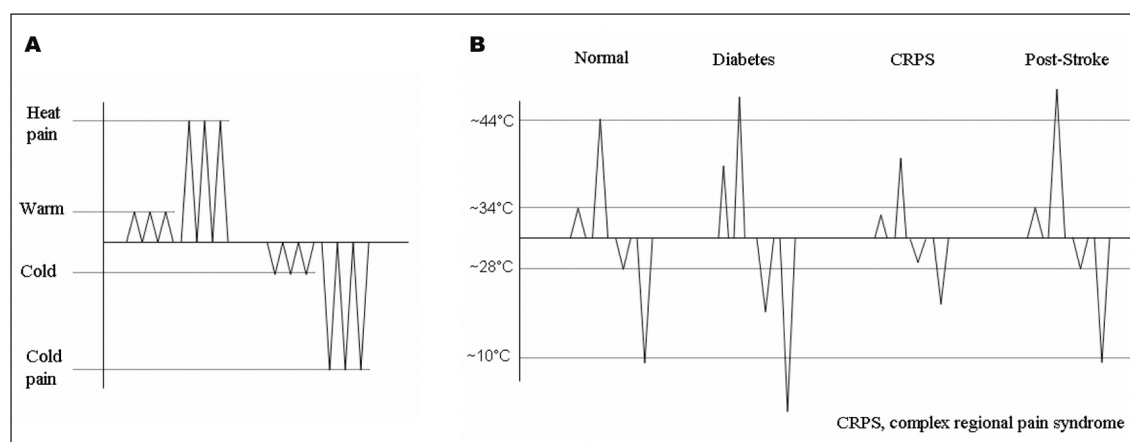 A
Heat
pain
Warm
Cold
Cold
pain
B
Normal
Diabetes
CRPS
Post-Stroke
~44°C
~34°C
~28°C
~10°C
CRPS, complex regional pain syndrome